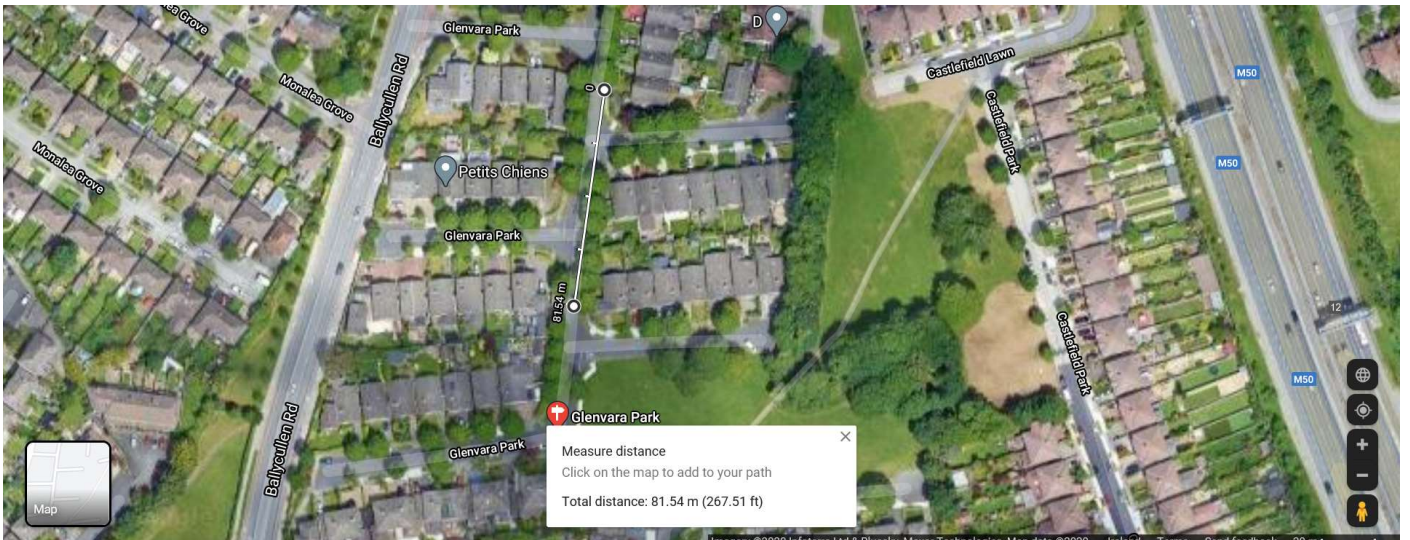 Monalea Grove
Glenvara Park
D
Castlefield Lawn
M50
Ballycullen Rd
Monalea Grove
0
Castlefield Park
Monalea Grove
Petits Chiens
M50
Glenvara Park
81.54 m
12
Castlefield Park
M50
Glenvara Park
Ballycullen Rd
Glenvara Park
Measure distance
Click on the map to add to your path
Total distance: 81.54 m (267.51 ft)
Map